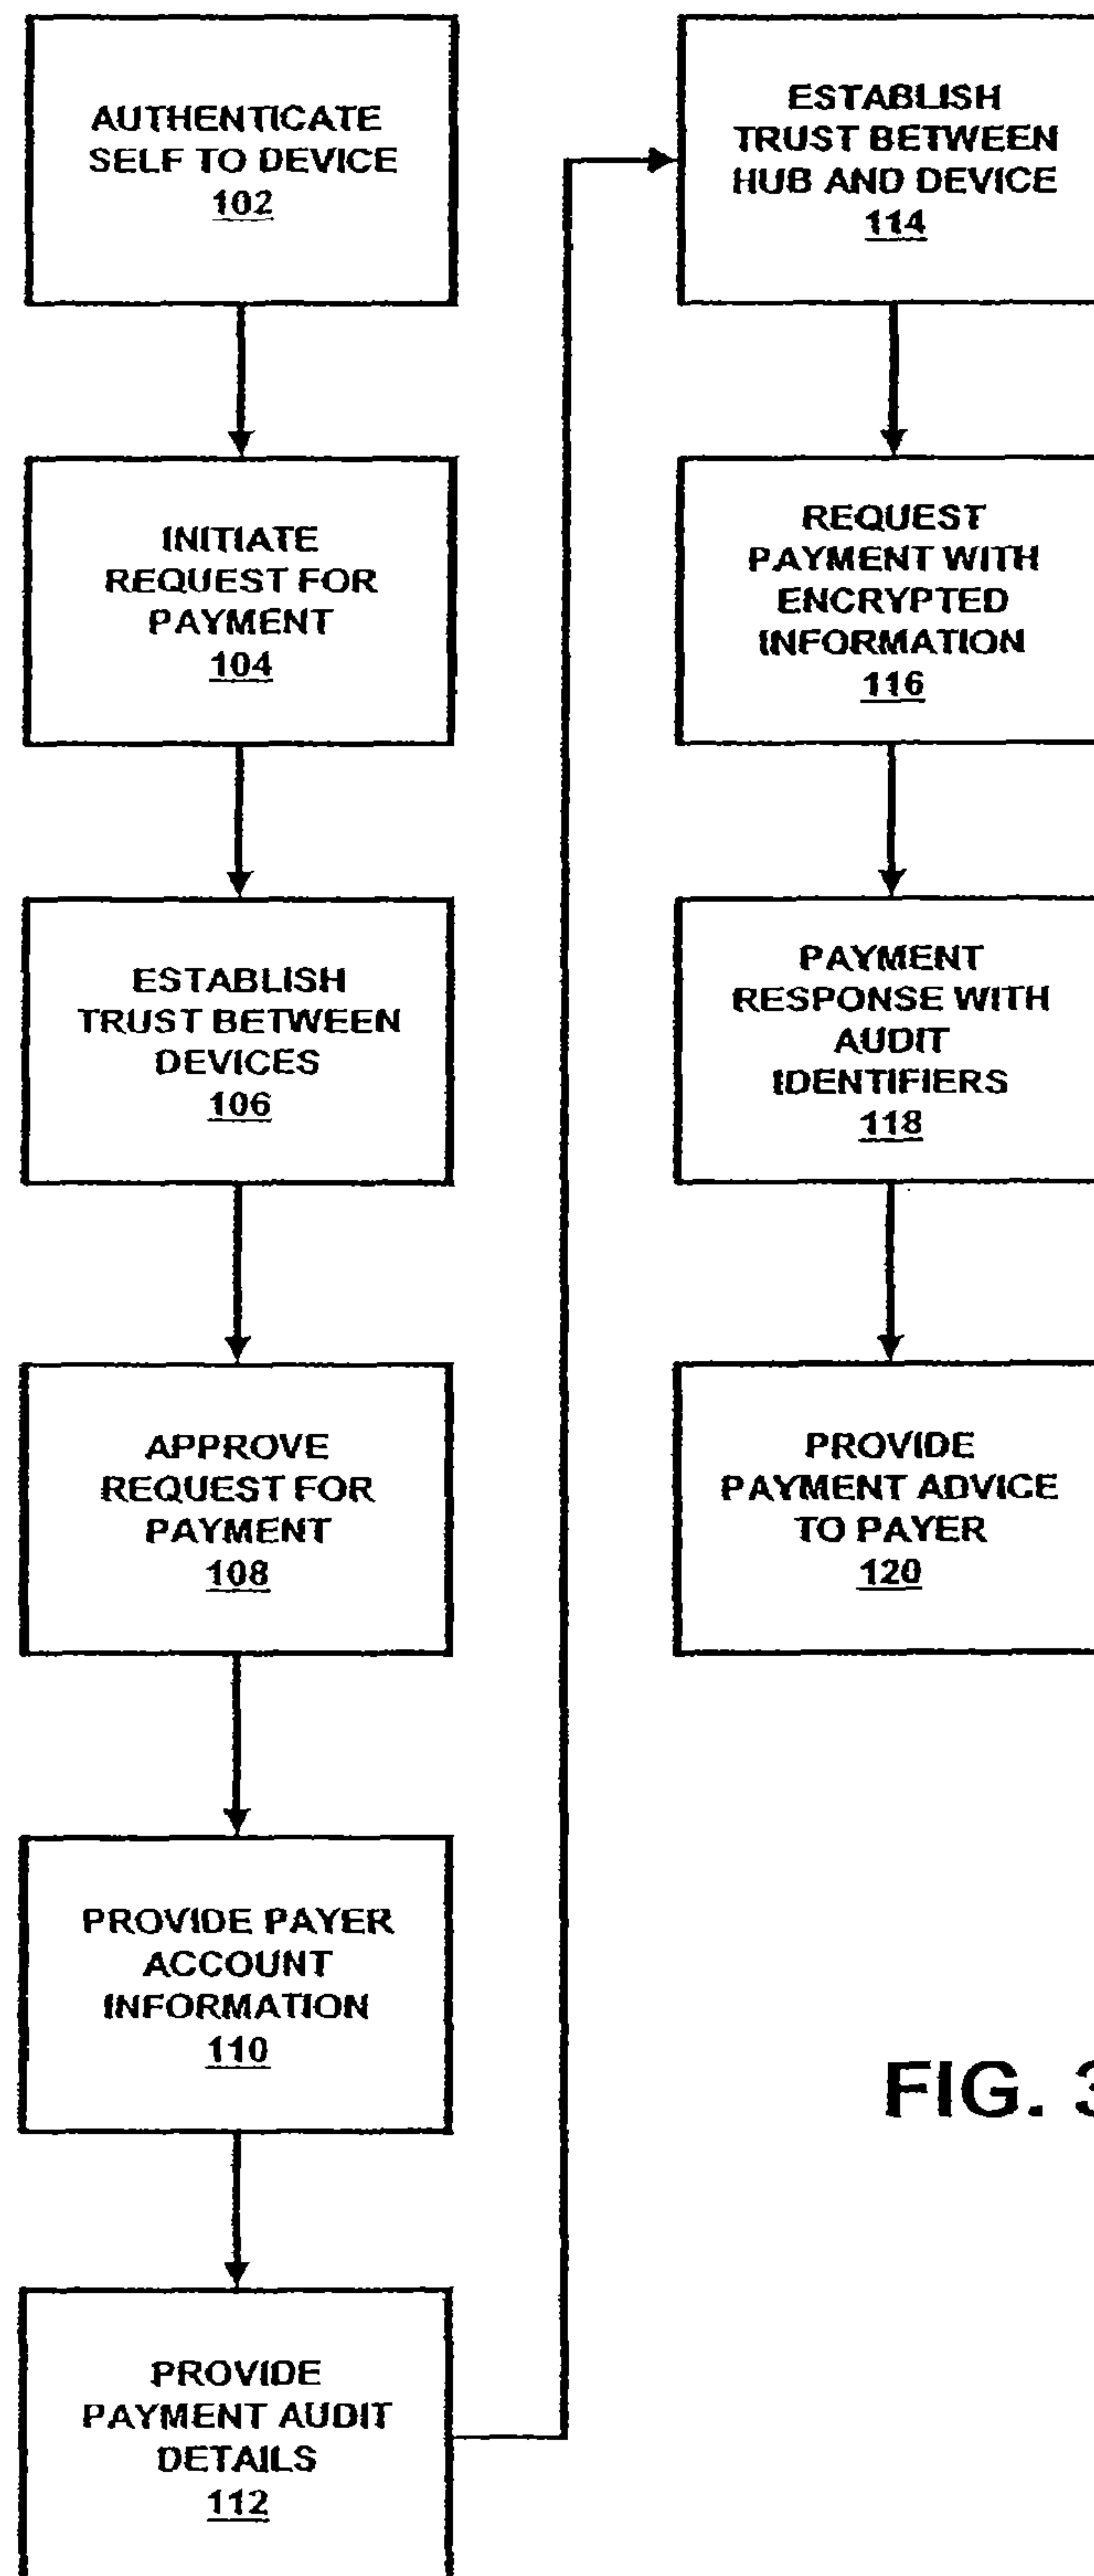 AUTHENTICATE
SELF TO DEVICE
102
INITIATE
REQUEST FOR
PAYMENT
104
ESTABLISH
TRUST BETWEEN
DEVICES
106
APPROVE
REQUEST FOR
PAYMENT
108
PROVIDE PAYER
ACCOUNT
INFORMATION
110
PROVIDE
PAYMENT AUDIT
DETAILS
112
ESTABLISH
TRUST BETWEEN
HUB AND DEVICE
114
REQUEST
PAYMENT WITH
ENCRYPTED
INFORMATION
116
PAYMENT
RESPONSE WITH
AUDIT
IDENTIFIERS
118
PROVIDE
PAYMENT ADVICE
TO PAYER
120
FIG. 3